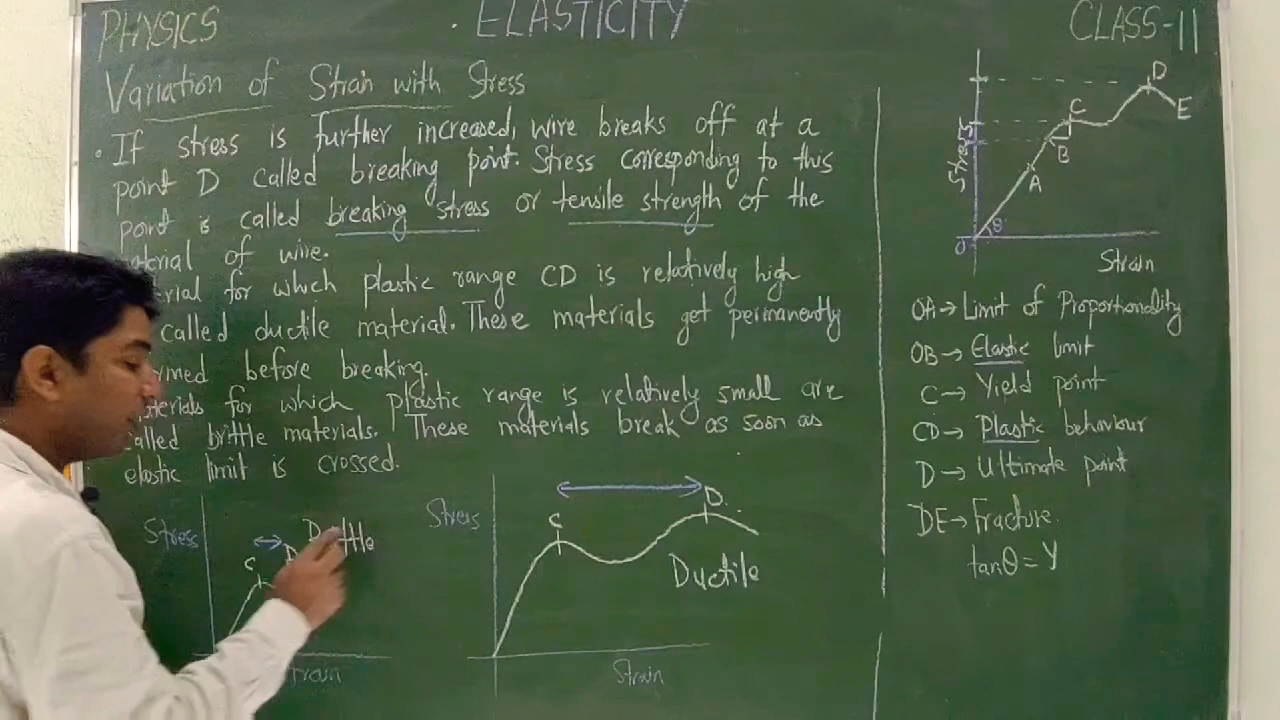 PHYSICS
ELASTICITY
CLASS-11
Variation of Strain with Stress
• If stress is further increased, wire breaks off at a
point D called breaking point. Stress corresponding to this
point is called breaking stress or tensile strength of the
of wire.
for which plastic range CD is relatively high
called ductile material. These materials get permanently
before breaking.
for which plastic range is relatively small are
brittle materials. These materials break as soon as
elastic limit is crossed.
Stress
C
D
Stress
C
D
Ductile
Strain
Stress
D
C
E
B
A
O
θ
Strain
OA → Limit of Proportionality
OB → Elastic limit
C → Yield point
CD → Plastic behaviour
D → Ultimate point
DE → Fracture
tanθ = Y